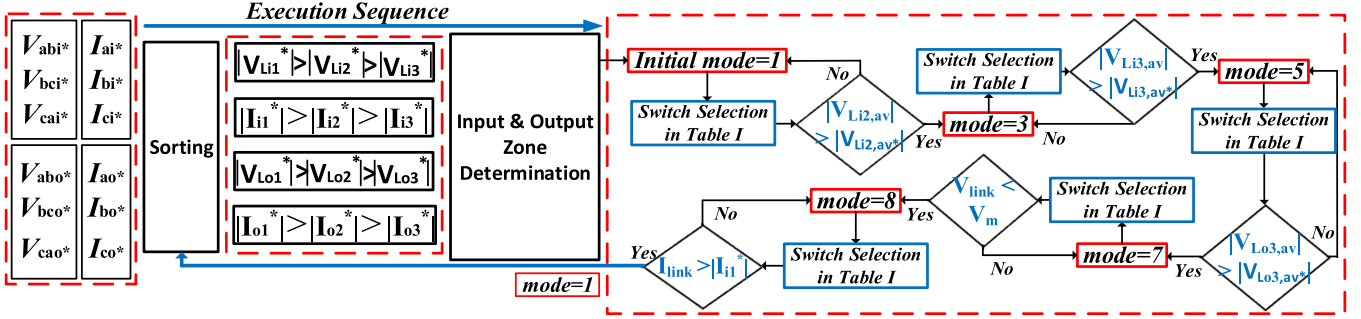 Execution Sequence
Vabi* Iai*
Vbci* Ibi*
Vcai* Ici*
Vabo* Iao*
Vbco* Ibo*
Vcao* Ico*
Sorting
|VLi1*|>|VLi2*|>|VLi3*|
|Ii1*|>|Ii2*|>|Ii3*|
|VLo1*|>|VLo2*|>|VLo3*|
|Io1*|>|Io2*|>|Io3*|
Input & Output
Zone
Determination
Initial mode=1
Switch Selection
in Table I
|VLi2,av|
>|VLi2,av*|
No
Yes
mode=3
Switch Selection
in Table I
|VLi3,av|
>|VLi3,av*|
No
Yes
mode=5
Switch Selection
in Table I
|VLo3,av|
>|VLo3,av*|
No
Yes
mode=7
Switch Selection
in Table I
Vlink <
Vm
No
Yes
mode=8
Switch Selection
in Table I
Ilink >|Ii1*|
No
Yes
mode=1